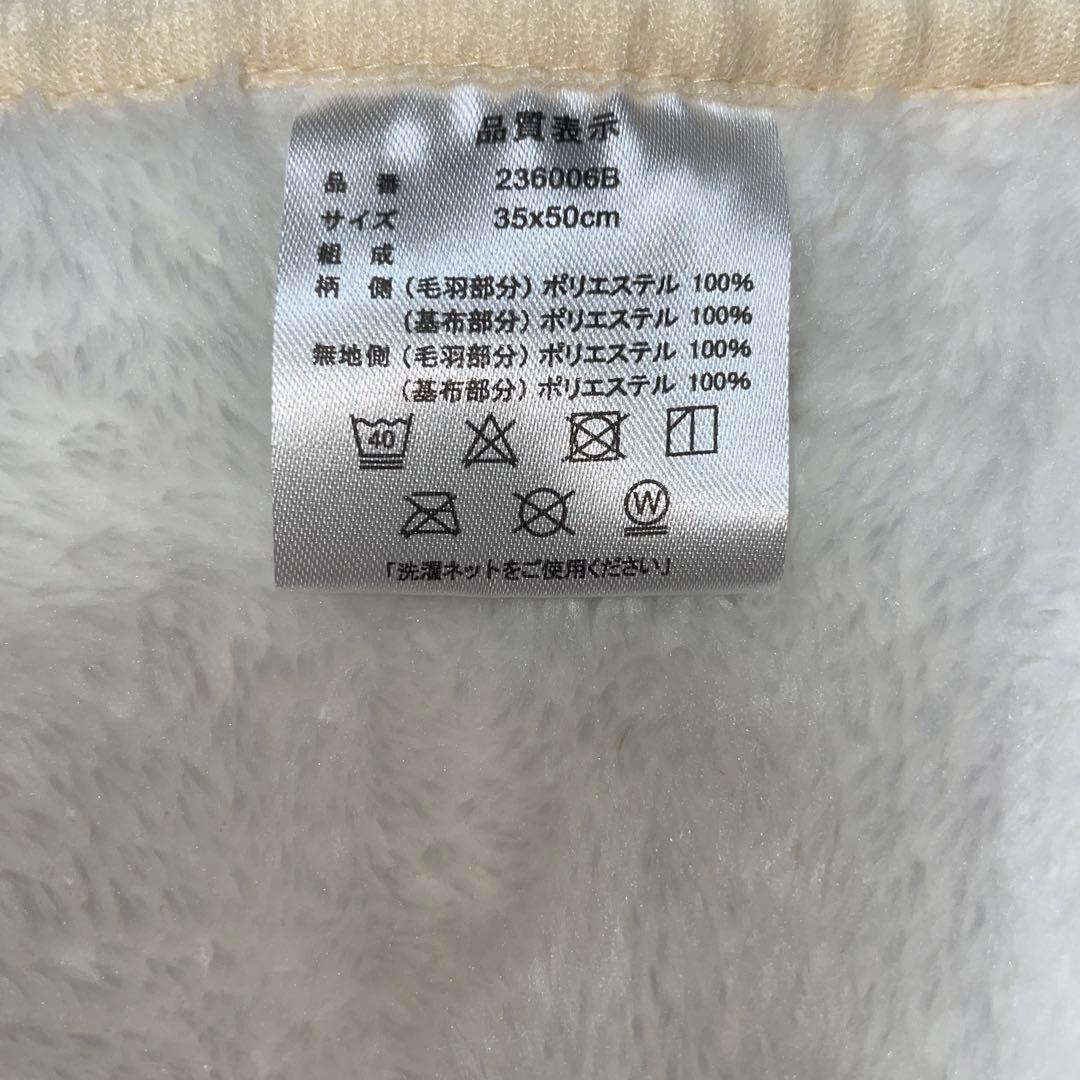 品質表示
品番 236006B
サイズ 35x50cm
組成
柄側 (毛羽部分) ポリエステル 100%
(基布部分) ポリエステル 100%
無地側 (毛羽部分) ポリエステル 100%
(基布部分) ポリエステル 100%
40
W
「洗濯ネットをご使用ください」